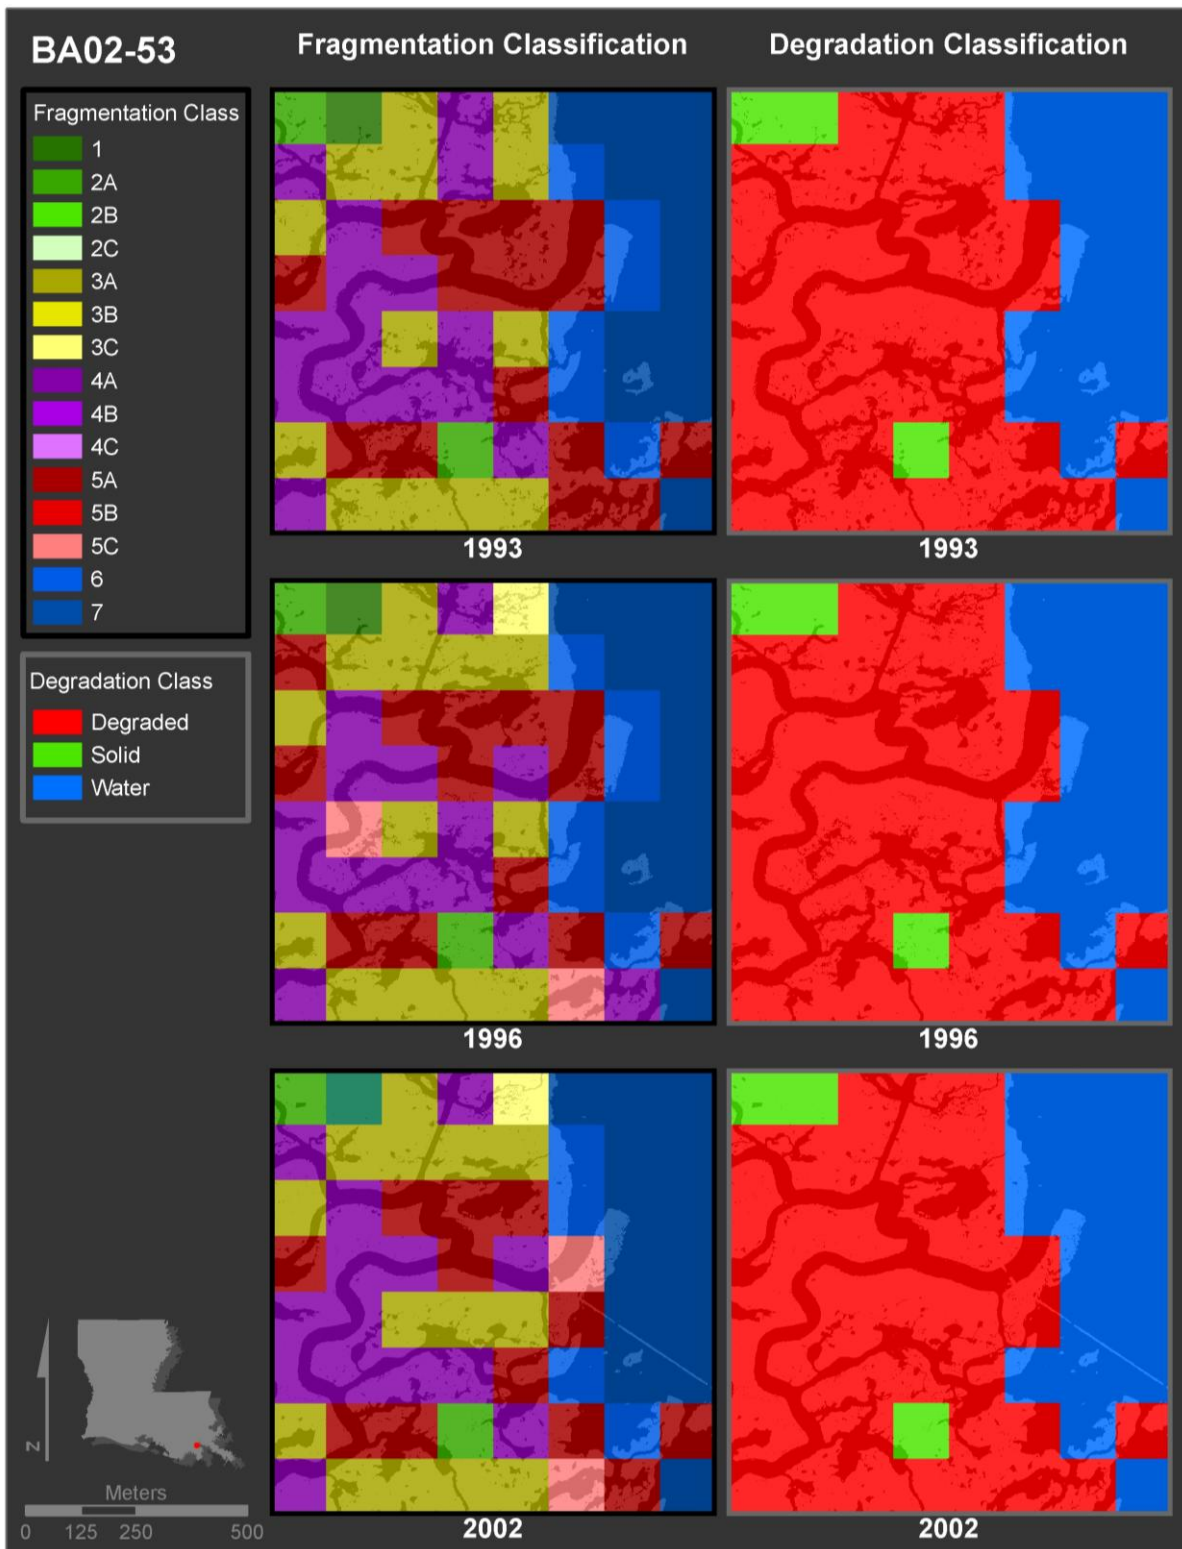 BA02-53
Fragmentation Classification
Degradation Classification
Fragmentation Class
1
2A
2B
2C
3A
3B
3C
4A
4B
4C
5A
5B
5C
6
7
Degradation Class
Degraded
Solid
Water
1993
1993
1996
1996
N
Meters
0 125 250 500
2002
2002